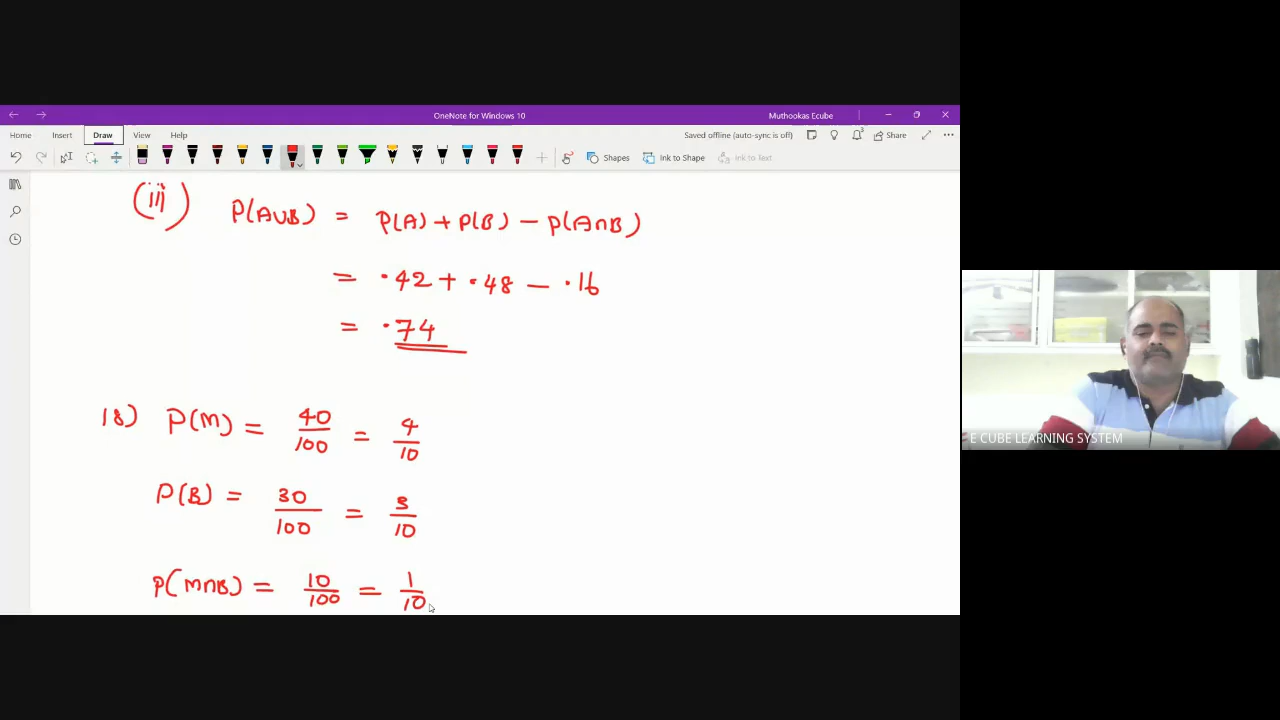 OneNote for Windows 10
Muthookas Ecube
Home Insert Draw View Help
Saved offline (auto-sync is off)
Share
Shapes
Ink to Shape
Ink to Text
(iii) P(A∪B) = P(A) + P(B) − P(A∩B)
= .42 + .48 − .16
= .74
18) P(M) = 40/100 = 4/10
P(B) = 30/100 = 3/10
P(M∩B) = 10/100 = 1/10
E CUBE LEARNING SYSTEM